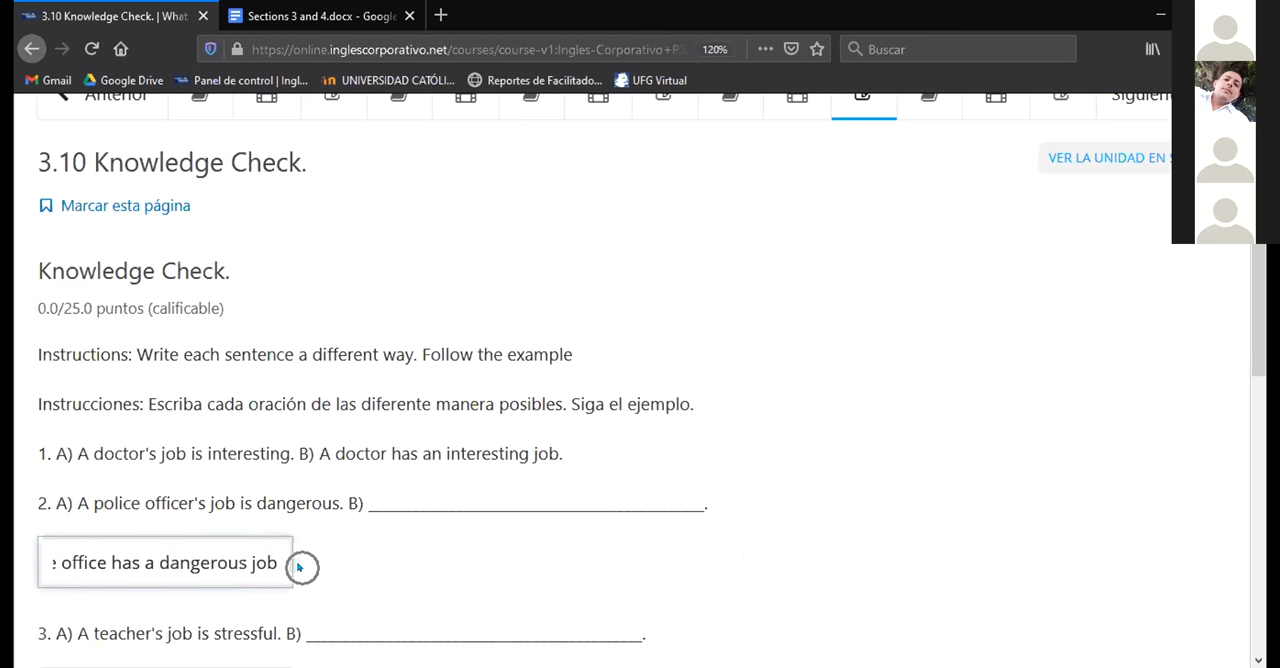 3.10 Knowledge Check. | What
Sections 3 and 4.docx - Google
https://online.inglescorporativo.net/courses/course-v1:Ingles-Corporativo+P
120%
Buscar
Gmail
Google Drive
Panel de control | Ingl...
UNIVERSIDAD CATÓLI...
Reportes de Facilitado...
UFG Virtual
Anterior
3.10 Knowledge Check.
VER LA UNIDAD EN
Marcar esta página
Knowledge Check.
0.0/25.0 puntos (calificable)
Instructions: Write each sentence a different way. Follow the example
Instrucciones: Escriba cada oración de las diferente manera posibles. Siga el ejemplo.
1. A) A doctor's job is interesting. B) A doctor has an interesting job.
2. A) A police officer's job is dangerous. B) ________________________________________.
office has a dangerous job
3. A) A teacher's job is stressful. B) ________________________________________.